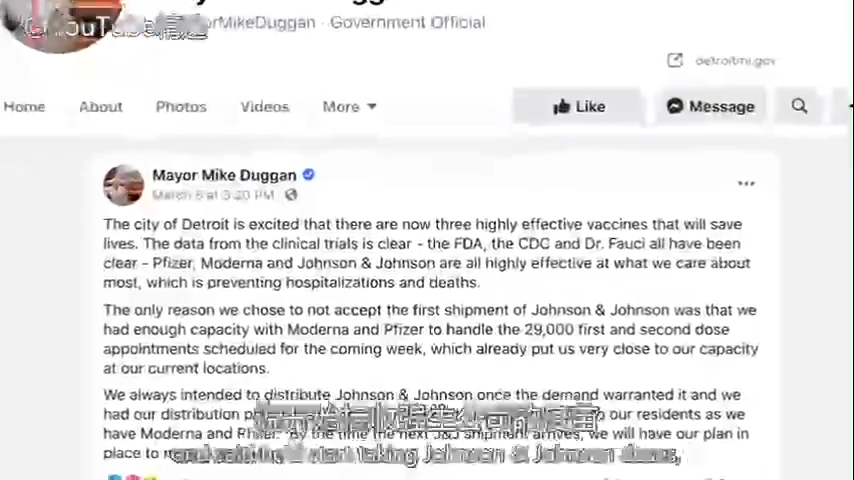 orMikeDuggan · Government Official
detroitmi.gov
Home About Photos Videos More Like Message
Mayor Mike Duggan
March 5 at 3:20 PM
The city of Detroit is excited that there are now three highly effective vaccines that will save
lives. The data from the clinical trials is clear - the FDA, the CDC and Dr. Fauci all have been
clear - Pfizer, Moderna and Johnson & Johnson are all highly effective at what we care about
most, which is preventing hospitalizations and deaths.
The only reason we chose to not accept the first shipment of Johnson & Johnson was that we
had enough capacity with Moderna and Pfizer to handle the 29,000 first and second dose
appointments scheduled for the coming week, which already put us very close to our capacity
at our current locations.
We always intended to distribute Johnson & Johnson once the demand warranted it and we
had our distribution our residents as we
have Moderna and Pfizer. By the time the next J&J shipment arrives, we will have our plan in
place to
start taking Johnson & Johnson doses,